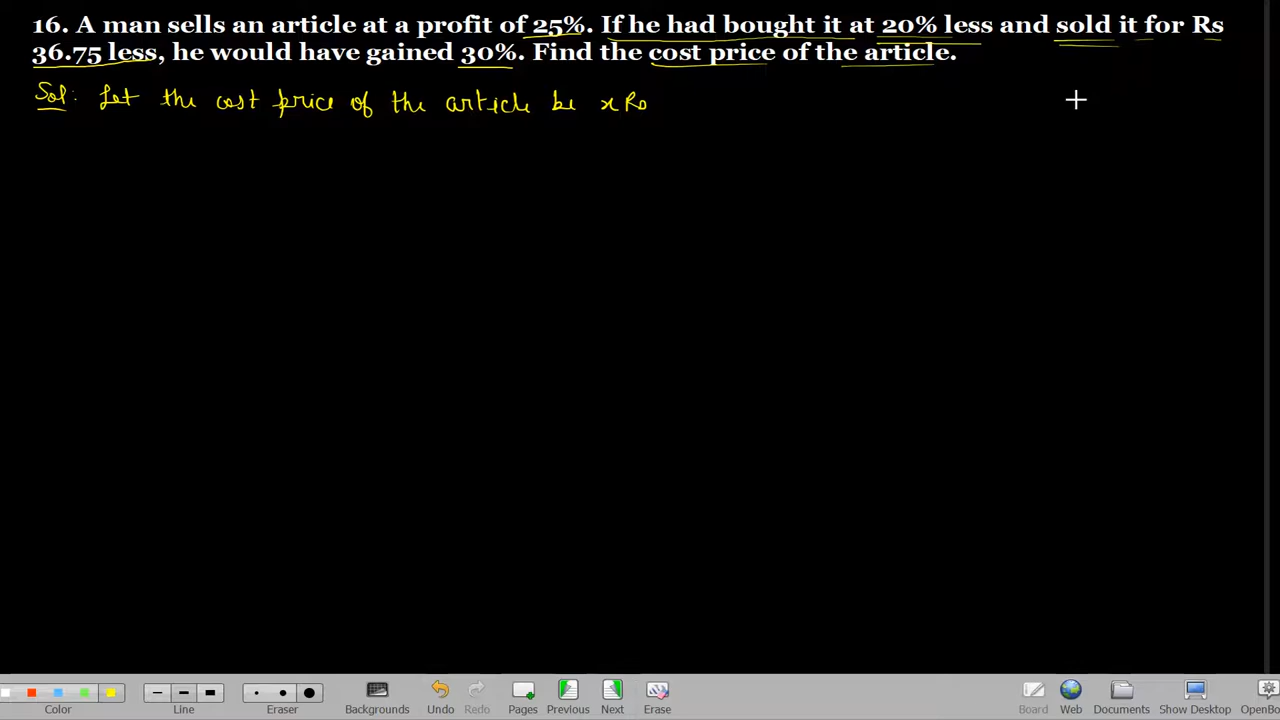 16. A man sells an article at a profit of 25%. If he had bought it at 20% less and sold it for Rs
36.75 less, he would have gained 30%. Find the cost price of the article.
Sol: Let the cost price of the article be x Rs
Color Line Eraser Backgrounds Undo Redo Pages Previous Next Erase Board Web Documents Show Desktop OpenBo